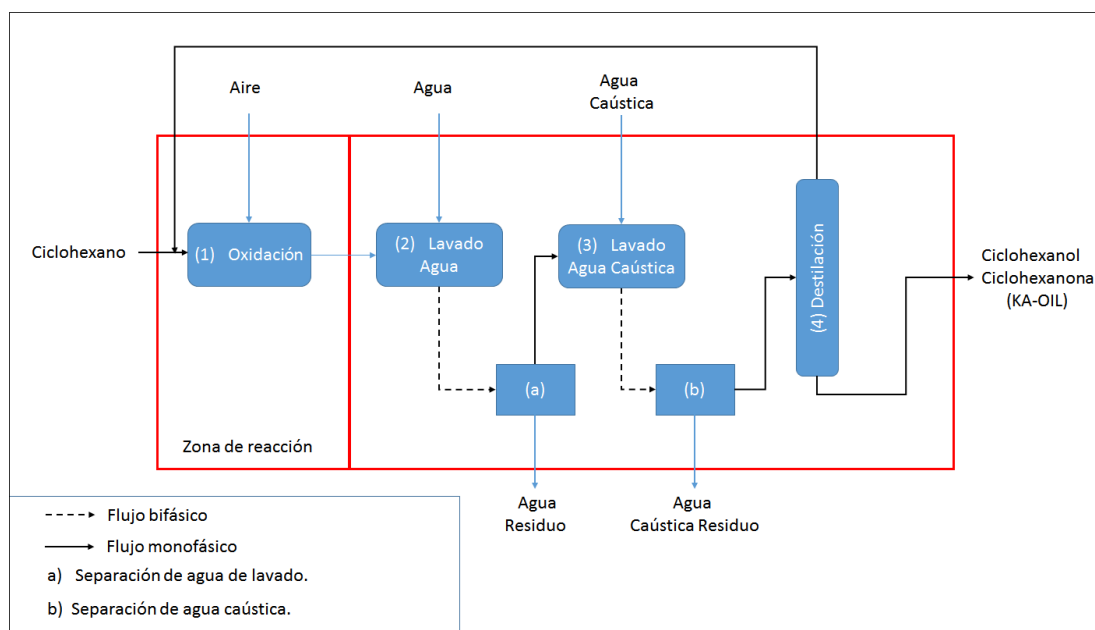 Aire
Agua
Agua
Caústica
Ciclohexano
(1) Oxidación
(2) Lavado
Agua
(3) Lavado
Agua Caústica
(4) Destilación
Ciclohexanol
Ciclohexanona
(KA-OIL)
(a)
(b)
Zona de reacción
Agua
Residuo
Agua
Caústica Residuo
Flujo bifásico
Flujo monofásico
a) Separación de agua de lavado.
b) Separación de agua caústica.